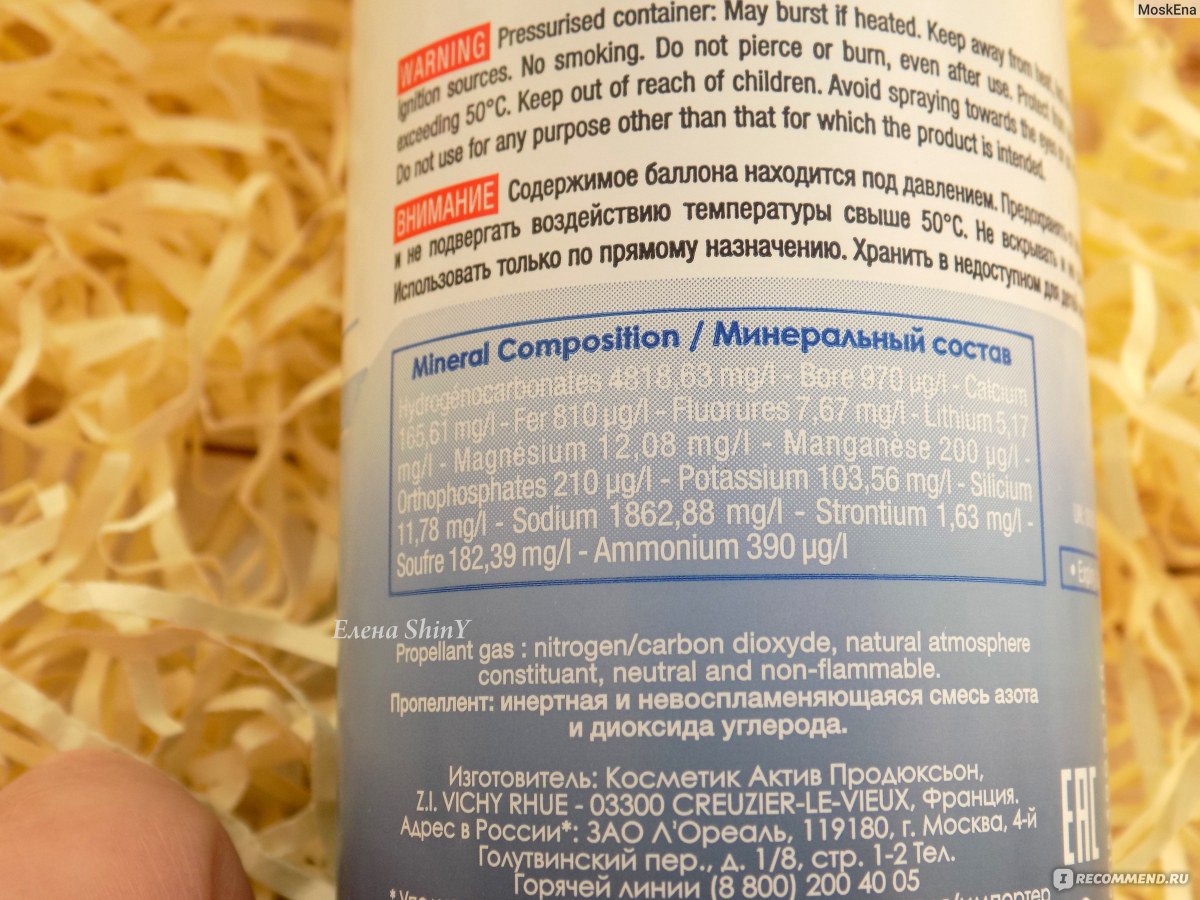 MoskEna
WARNING Pressurised container: May burst if heated. Keep away from
Ignition sources. No smoking. Do not pierce or burn, even after use. Protect
exceeding 50°C. Keep out of reach of children. Avoid spraying towards the eyes
Do not use for any purpose other than that for which the product is intended.
ВНИМАНИЕ Содержимое баллона находится под давлением.
и не подвергать воздействию температуры свыше 50°C. Не вскрывать и
Использовать только по прямому назначению. Хранить в недоступном для
Mineral Composition / Минеральный состав
Hydrogénocarbonates 4818,63 mg/l - Bore 970 µg/l - Calcium
165,61 mg/l - Fer 810 µg/l - Fluorures 7,67 mg/l - Lithium 5,17
mg/l - Magnésium 12,08 mg/l - Manganèse 200 µg/l -
Orthophosphates 210 µg/l - Potassium 103,56 mg/l - Silicium
11,78 mg/l - Sodium 1862,88 mg/l - Strontium 1,63 mg/l -
Soufre 182,39 mg/l - Ammonium 390 µg/l
Елена ShinY
Propellant gas : nitrogen/carbon dioxyde, natural atmosphere
constituant, neutral and non-flammable.
Пропеллент: инертная и невоспламеняющаяся смесь азота
и диоксида углерода.
Изготовитель: Косметик Актив Продюксьон,
Z.I. VICHY RHUE - 03300 CREUZIER-LE-VIEUX, Франция.
Адрес в России*: ЗАО Л'Ореаль, 119180, г. Москва, 4-й
Голутвинский пер., д. 1/8, стр. 1-2 Тел.
Горячей линии (8 800) 200 40 05
EAC
I RECOMMEND.RU